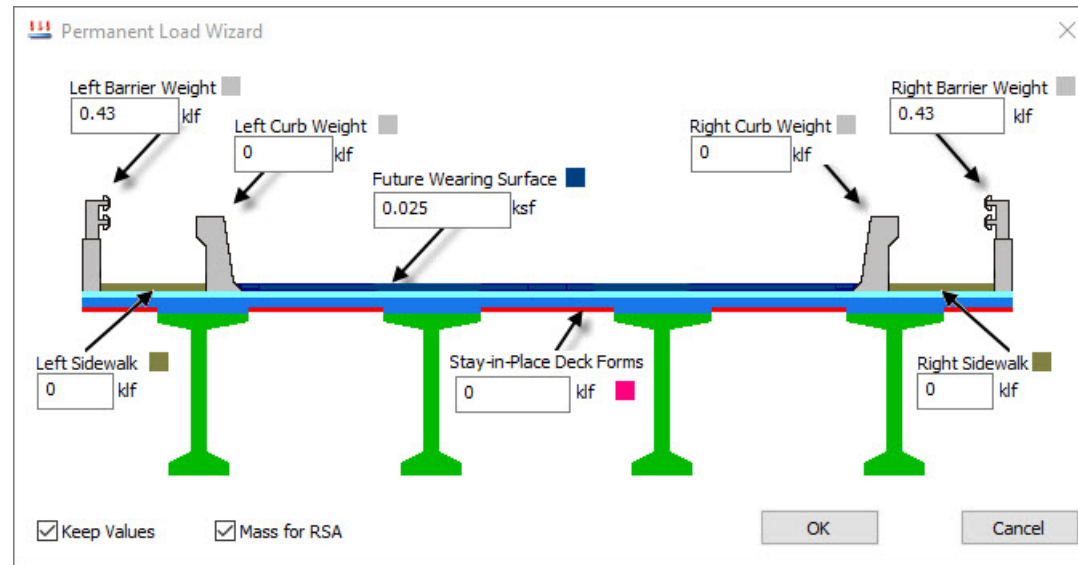 Permanent Load Wizard
Left Barrier Weight
0.43 klf
Left Curb Weight
0 klf
Future Wearing Surface
0.025 ksf
Right Curb Weight
0 klf
Right Barrier Weight
0.43 klf
Left Sidewalk
0 klf
Stay-in-Place Deck Forms
0 klf
Right Sidewalk
0 klf
Keep Values
Mass for RSA
OK
Cancel